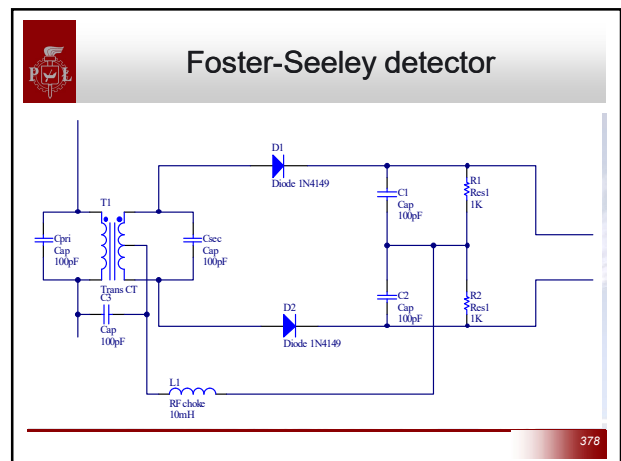 P Ł
Foster-Seeley detector
D1
Diode 1N4149
T1
Cpri
Cap
100pF
Trans CT
Csec
Cap
100pF
C1
Cap
100pF
R1
Res1
1K
C3
Cap
100pF
D2
Diode 1N4149
C2
Cap
100pF
R2
Res1
1K
L1
RF choke
10mH
378